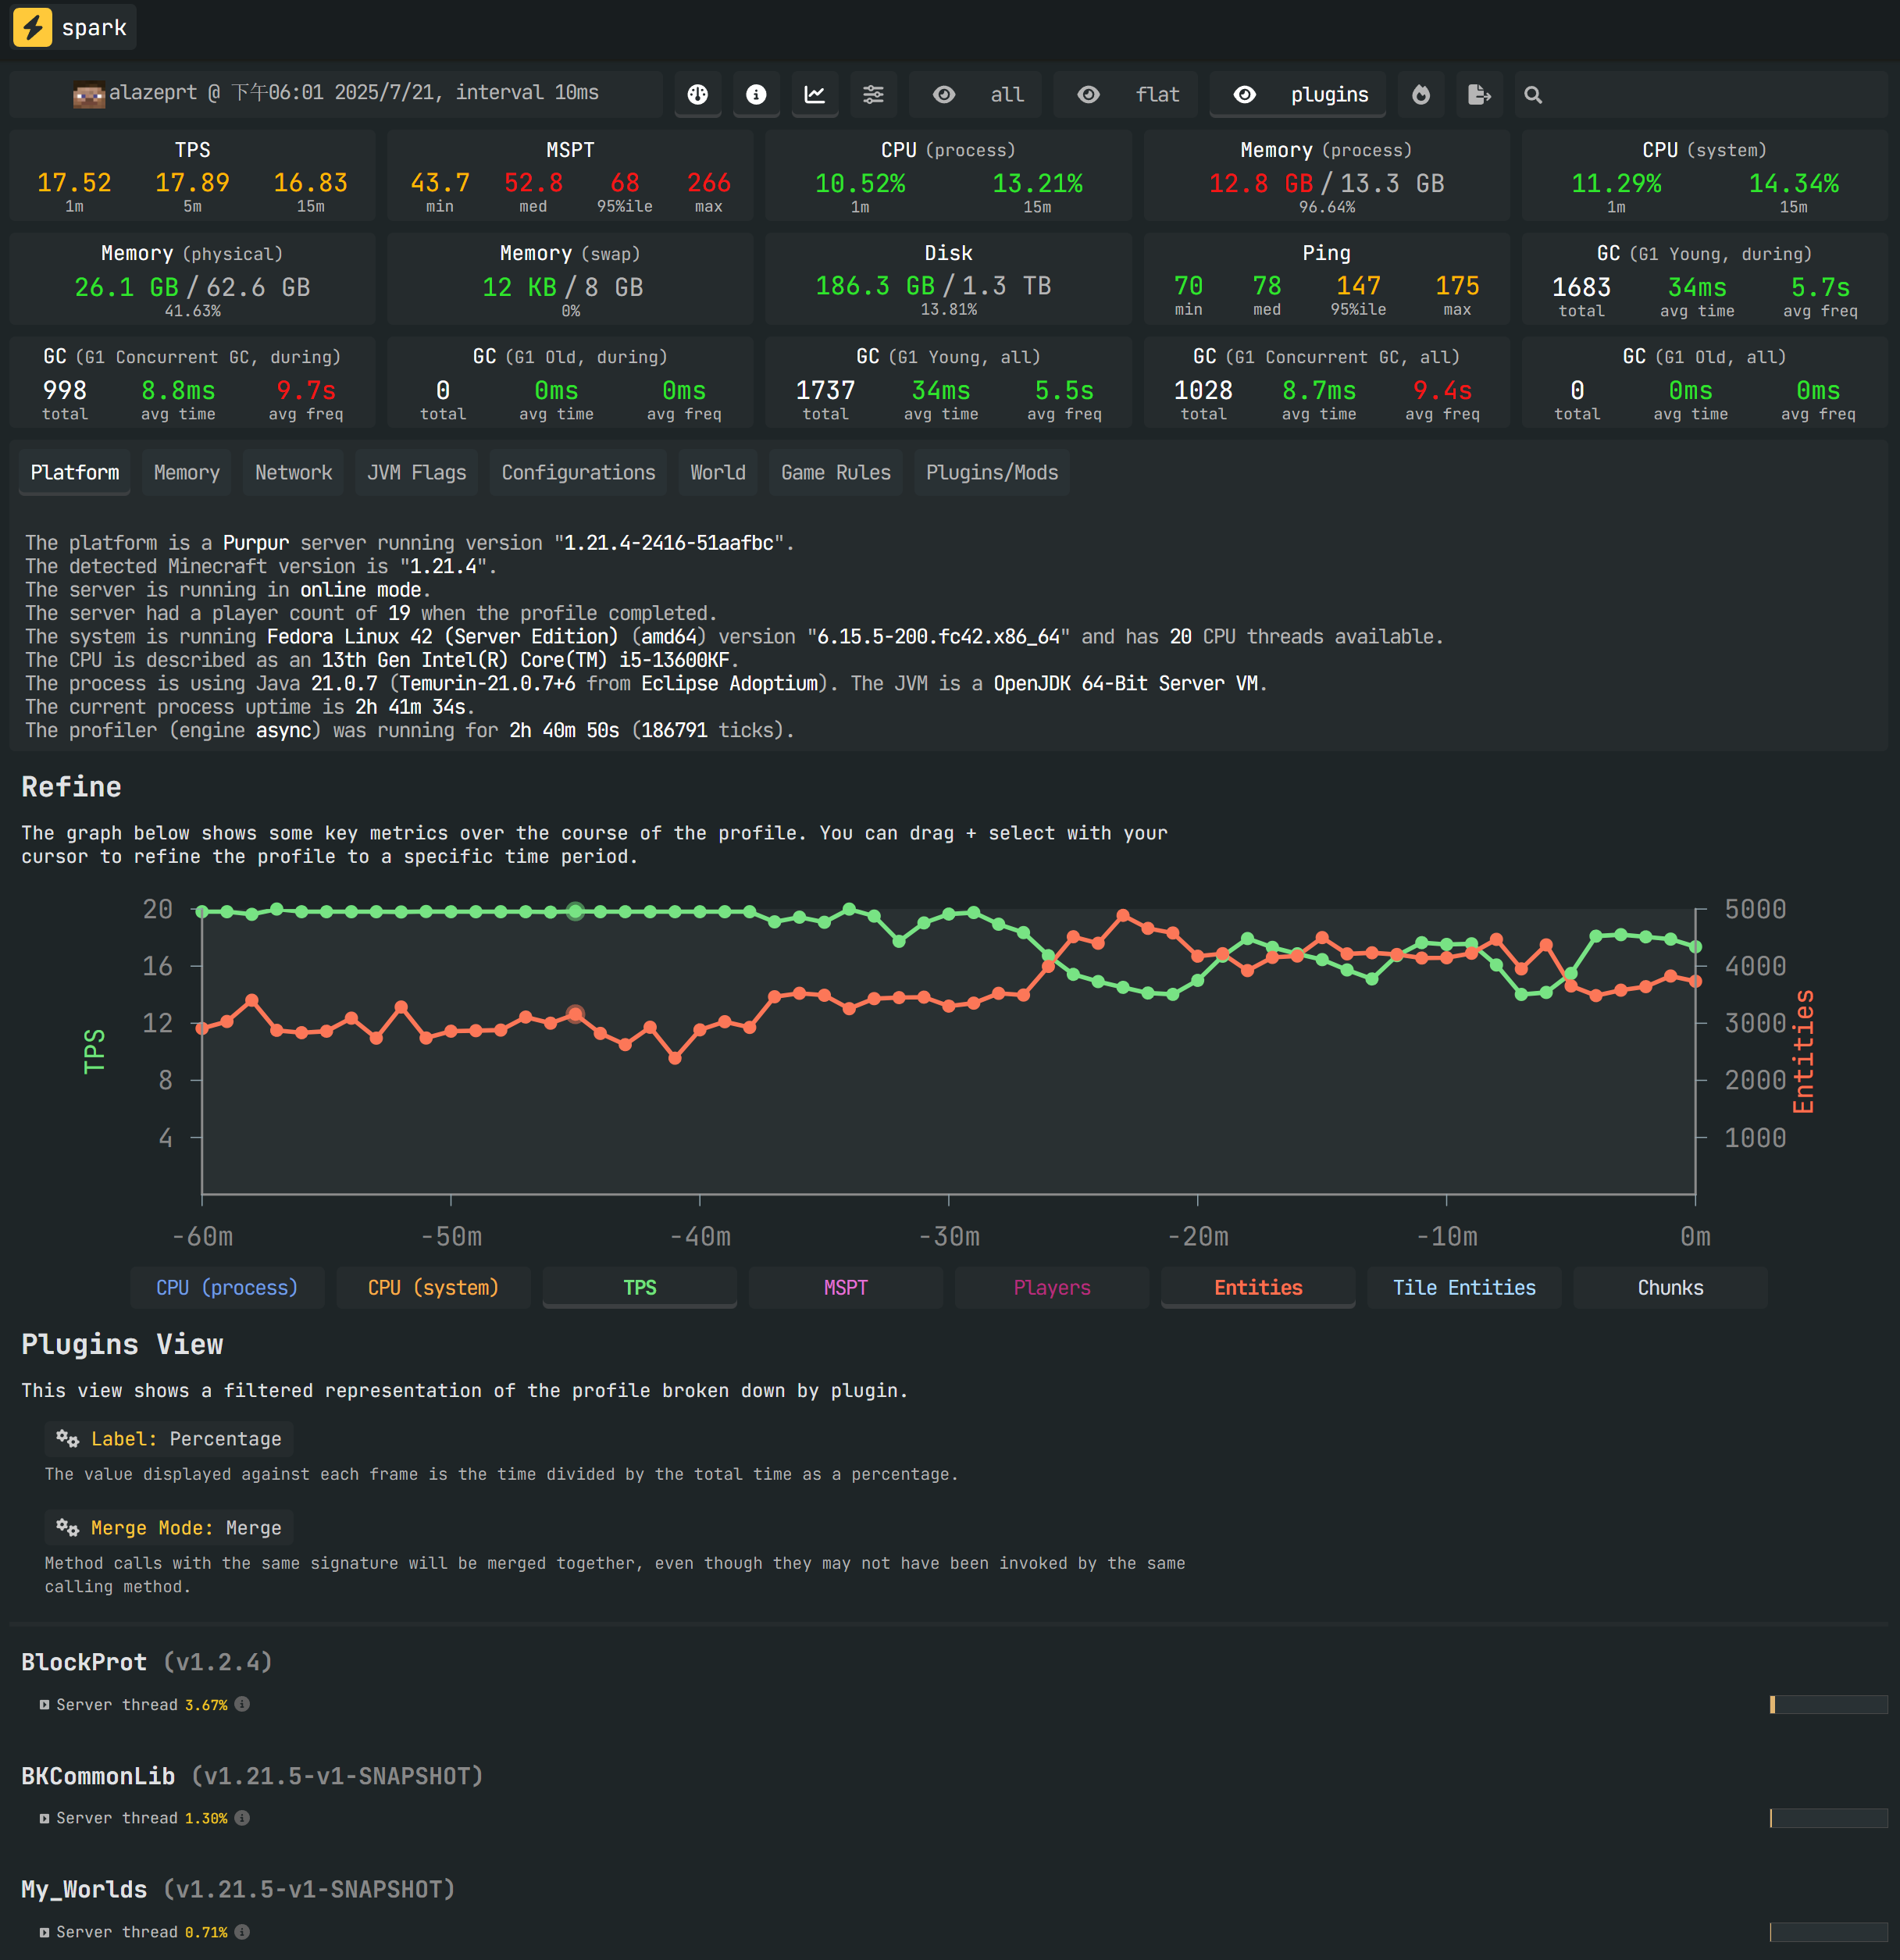 spark
alazeprt @ 下午06:01 2025/7/21, interval 10ms
all
flat
plugins
TPS
17.52 17.89 16.83
1m 5m 15m
MSPT
43.7 52.8 68 266
min med 95%ile max
CPU (process)
10.52% 13.21%
1m 15m
Memory (process)
12.8 GB/13.3 GB
96.64%
CPU (system)
11.29% 14.34%
1m 15m
Memory (physical)
26.1 GB/62.6 GB
41.63%
Memory (swap)
12 KB/8 GB
0%
Disk
186.3 GB/1.3 TB
13.81%
Ping
70 78 147 175
min med 95%ile max
GC (G1 Young, during)
1683 34ms 5.7s
total avg time avg freq
GC (G1 Concurrent GC, during)
998 8.8ms 9.7s
total avg time avg freq
GC (G1 Old, during)
0 0ms 0ms
total avg time avg freq
GC (G1 Young, all)
1737 34ms 5.5s
total avg time avg freq
GC (G1 Concurrent GC, all)
1028 8.7ms 9.4s
total avg time avg freq
GC (G1 Old, all)
0 0ms 0ms
total avg time avg freq
Platform Memory Network JVM Flags Configurations World Game Rules Plugins/Mods
The platform is a Purpur server running version "1.21.4-2416-51aafbc".
The detected Minecraft version is "1.21.4".
The server is running in online mode.
The server had a player count of 19 when the profile completed.
The system is running Fedora Linux 42 (Server Edition) (amd64) version "6.15.5-200.fc42.x86_64" and has 20 CPU threads available.
The CPU is described as an 13th Gen Intel(R) Core(TM) i5-13600KF.
The process is using Java 21.0.7 (Temurin-21.0.7+6 from Eclipse Adoptium). The JVM is a OpenJDK 64-Bit Server VM.
The current process uptime is 2h 41m 34s.
The profiler (engine async) was running for 2h 40m 50s (186791 ticks).
Refine
The graph below shows some key metrics over the course of the profile. You can drag + select with your
cursor to refine the profile to a specific time period.
TPS
20
16
12
8
4
5000
4000
3000
2000
1000
Entities
-60m -50m -40m -30m -20m -10m 0m
CPU (process) CPU (system) TPS MSPT Players Entities Tile Entities Chunks
Plugins View
This view shows a filtered representation of the profile broken down by plugin.
Label: Percentage
The value displayed against each frame is the time divided by the total time as a percentage.
Merge Mode: Merge
Method calls with the same signature will be merged together, even though they may not have been invoked by the same
calling method.
BlockProt (v1.2.4)
Server thread 3.67%
BKCommonLib (v1.21.5-v1-SNAPSHOT)
Server thread 1.30%
My_Worlds (v1.21.5-v1-SNAPSHOT)
Server thread 0.71%